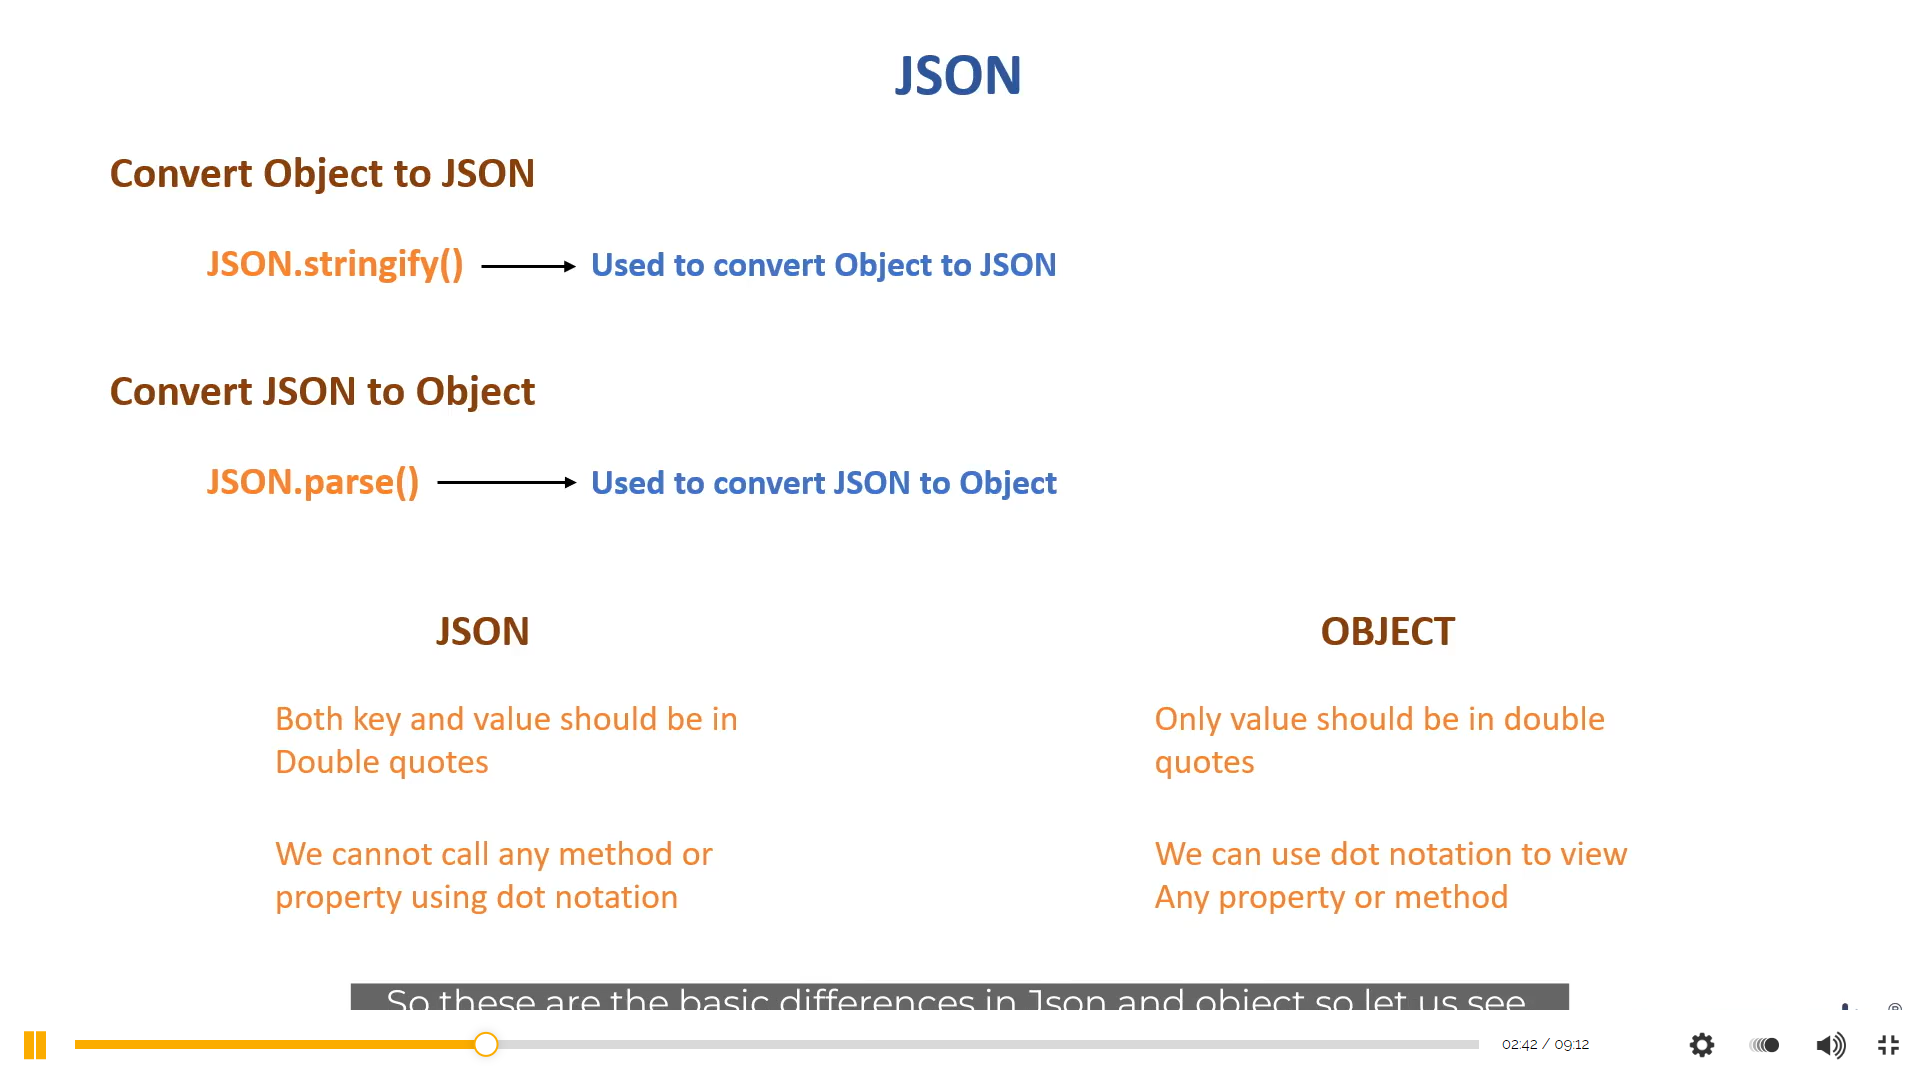 JSON
Convert Object to JSON
JSON.stringify() Used to convert Object to JSON
Convert JSON to Object
JSON.parse() Used to convert JSON to Object
JSON
Both key and value should be in
Double quotes
We cannot call any method or
property using dot notation
OBJECT
Only value should be in double
quotes
We can use dot notation to view
Any property or method
So these are the basic differences in Json and object so let us see
02:42 / 09:12